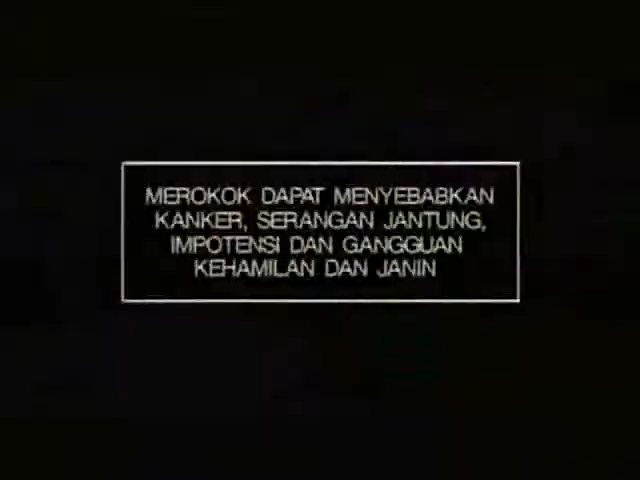 MEROKOK DAPAT MENYEBABKAN
KANKER, SERANGAN JANTUNG,
IMPOTENSI DAN GANGGUAN
KEHAMILAN DAN JANIN